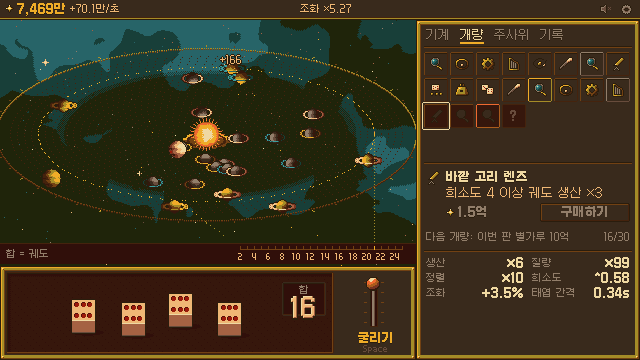 7,469만 +70.1만/초
조화 ×5.27
+166
합 = 궤도
2 4 6 8 10 12 14 16 18 20 22 24
합
16
굴리기
Space
기계 개량 주사위 기록
?
바깥 고리 렌즈
희소도 4 이상 궤도 생산 ×3
1.5억
구매하기
다음 개량: 이번 판 별가루 10억
16/30
생산 ×6 질량 ×99
정렬 ×10 희소도 ^0.58
조화 +3.5% 태엽 간격 0.34s